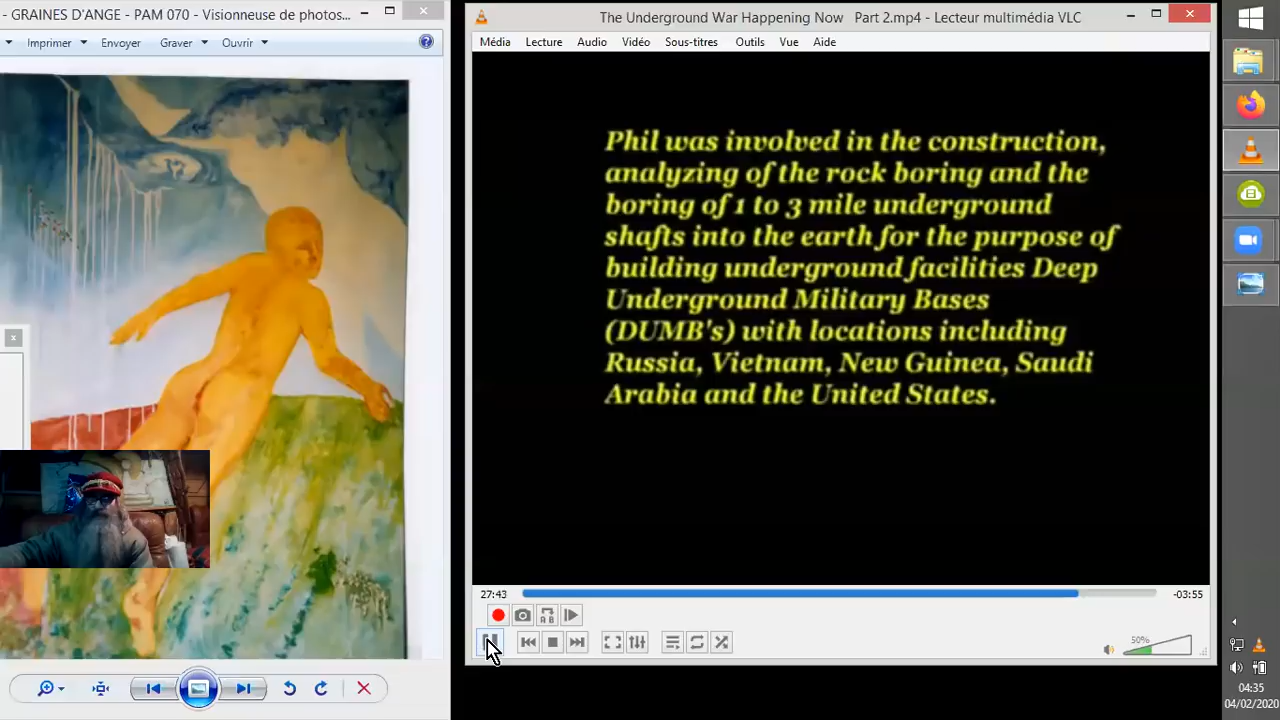 - GRAINES D'ANGE - PAM 070 - Visionneuse de photos...
Imprimer Envoyer Graver Ouvrir
The Underground War Happening Now Part 2.mp4 - Lecteur multimédia VLC
Média Lecture Audio Vidéo Sous-titres Outils Vue Aide
Phil was involved in the construction,
analyzing of the rock boring and the
boring of 1 to 3 mile underground
shafts into the earth for the purpose of
building underground facilities Deep
Underground Military Bases
(DUMB's) with locations including
Russia, Vietnam, New Guinea, Saudi
Arabia and the United States.
27:43
-03:55
50%
04:35
04/02/2020